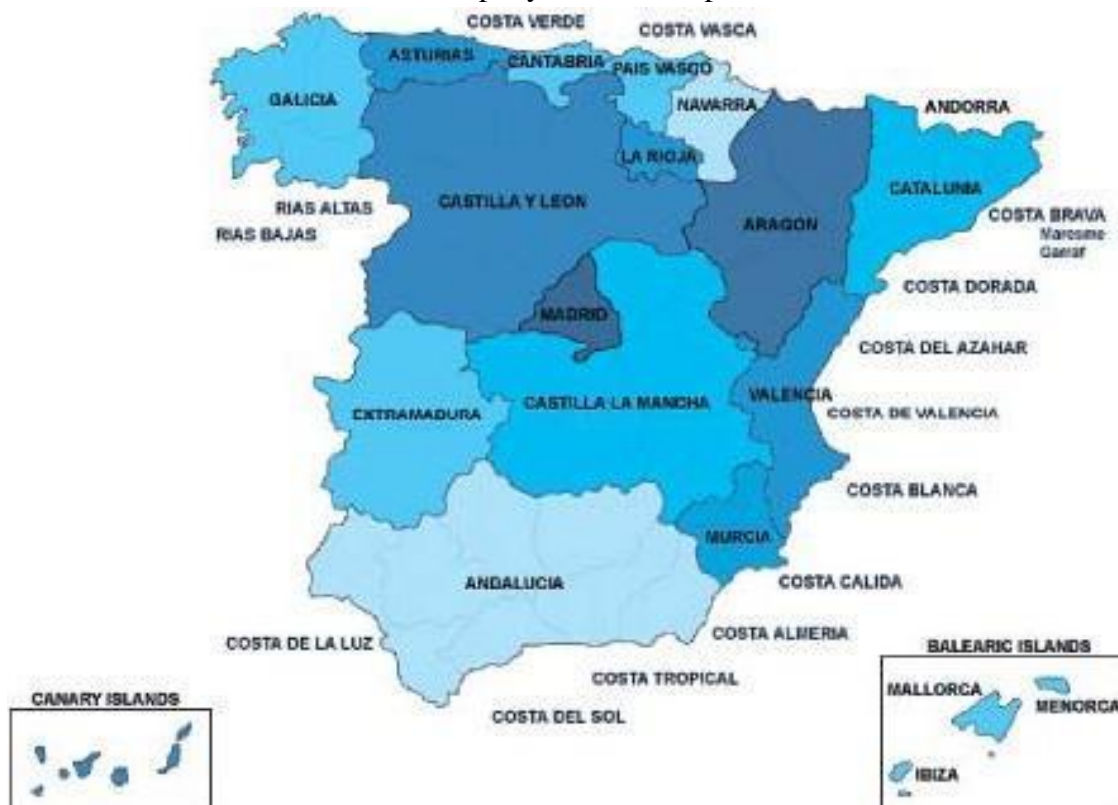 COSTA VERDE
COSTA VASCA
ASTURIAS
CANTABRIA
PAIS VASCO
GALICIA
NAVARRA
ANDORRA
LA RIOJA
CATALUNIA
CASTILLA Y LEON
RIAS ALTAS
ARAGON
COSTA BRAVA
RIAS BAJAS
Maresme
Garraf
COSTA DORADA
MADRID
COSTA DEL AZAHAR
VALENCIA
CASTILLA LA MANCHA
EXTRAMADURA
COSTA DE VALENCIA
COSTA BLANCA
MURCIA
ANDALUCIA
COSTA CALIDA
COSTA DE LA LUZ
COSTA ALMERIA
BALEARIC ISLANDS
COSTA TROPICAL
MALLORCA
CANARY ISLANDS
MENORCA
COSTA DEL SOL
IBIZA